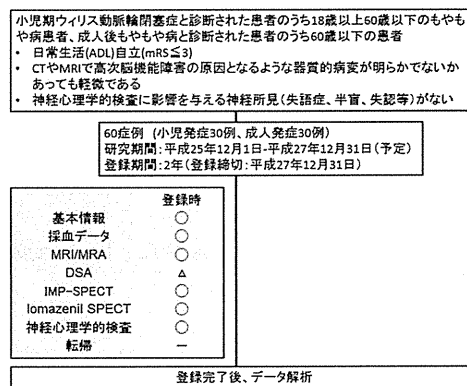 小児期ウィリス動脈輪閉塞症と診断された患者のうち18歳以上60歳以下のもやも
や病患者、成人後もやもや病と診断された患者のうち60歳以下の患者
• 日常生活(ADL)自立(mRS≦3)
• CTやMRIで高次脳機能障害の原因となるような器質的病変が明らかでないか
あっても軽微である
• 神経心理学的検査に影響を与える神経所見(失語症、半盲、失認等)がない
60症例 (小児発症30例、成人発症30例)
研究期間:平成25年12月1日-平成27年12月31日(予定)
登録期間:2年(登録締切:平成27年12月31日)
登録時
基本情報 ○
採血データ ○
MRI/MRA ○
DSA △
IMP-SPECT ○
Iomazenil SPECT ○
神経心理学的検査 ○
転帰 ー
登録完了後、データ解析